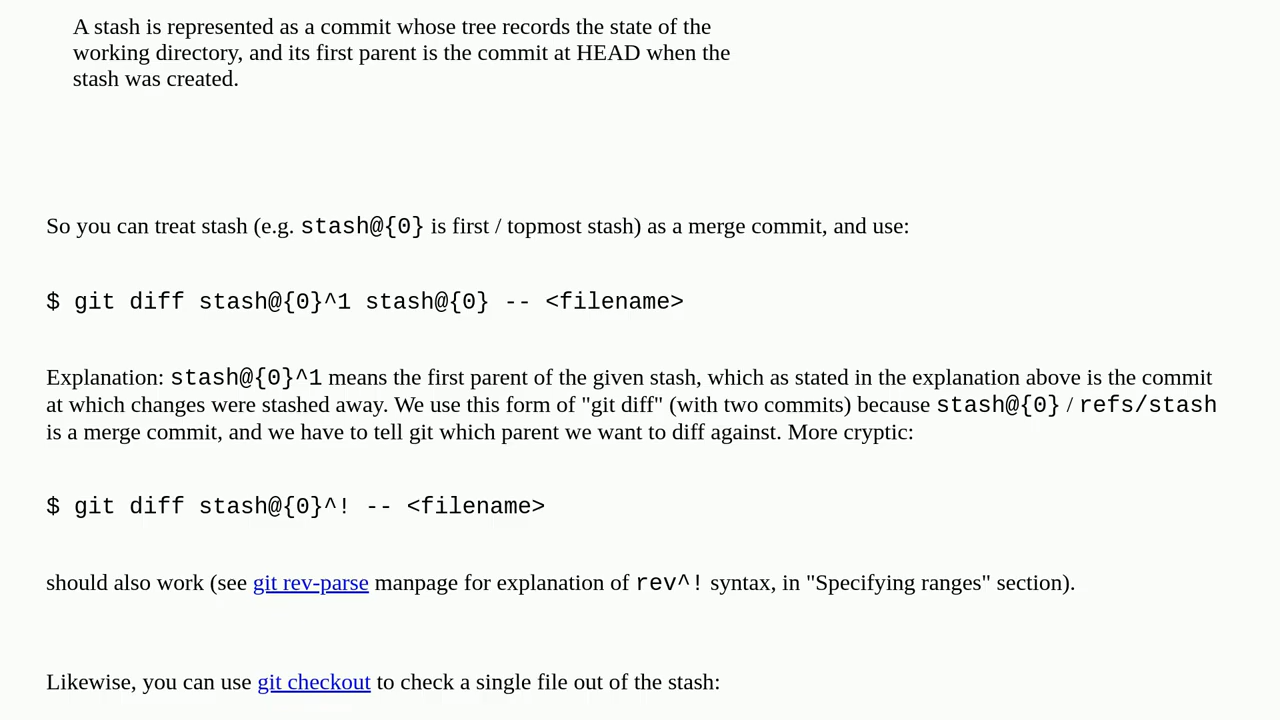 A stash is represented as a commit whose tree records the state of the
working directory, and its first parent is the commit at HEAD when the
stash was created.
So you can treat stash (e.g. stash@{0} is first / topmost stash) as a merge commit, and use:
$ git diff stash@{0}^1 stash@{0} -- <filename>
Explanation: stash@{0}^1 means the first parent of the given stash, which as stated in the explanation above is the commit
at which changes were stashed away. We use this form of "git diff" (with two commits) because stash@{0} / refs/stash
is a merge commit, and we have to tell git which parent we want to diff against. More cryptic:
$ git diff stash@{0}^! -- <filename>
should also work (see git rev-parse manpage for explanation of rev^! syntax, in "Specifying ranges" section).
Likewise, you can use git checkout to check a single file out of the stash: